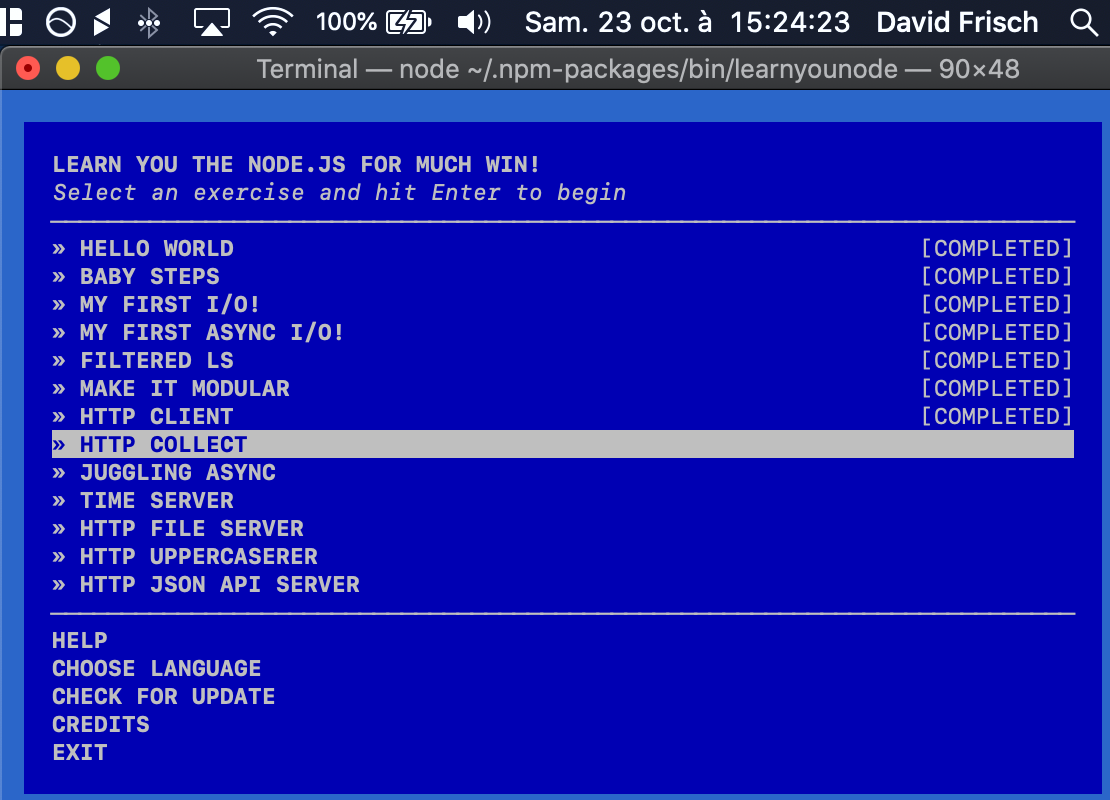 100% Sam. 23 oct. à 15:24:23 David Frisch
Terminal — node ~/.npm-packages/bin/learnyounode — 90×48
LEARN YOU THE NODE.JS FOR MUCH WIN!
Select an exercise and hit Enter to begin
» HELLO WORLD [COMPLETED]
» BABY STEPS [COMPLETED]
» MY FIRST I/O! [COMPLETED]
» MY FIRST ASYNC I/O! [COMPLETED]
» FILTERED LS [COMPLETED]
» MAKE IT MODULAR [COMPLETED]
» HTTP CLIENT [COMPLETED]
» HTTP COLLECT
» JUGGLING ASYNC
» TIME SERVER
» HTTP FILE SERVER
» HTTP UPPERCASERER
» HTTP JSON API SERVER
HELP
CHOOSE LANGUAGE
CHECK FOR UPDATE
CREDITS
EXIT